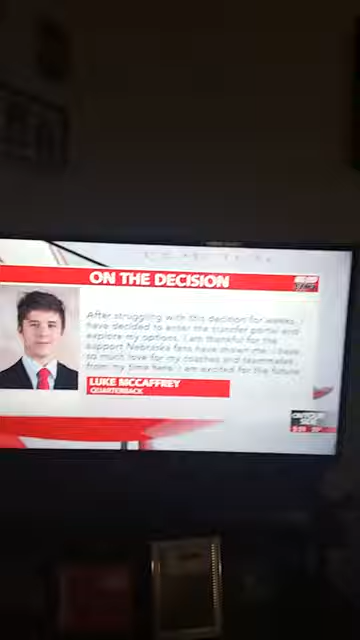 ON THE DECISION
After struggling with this decision for weeks, I
have decided to enter the transfer portal and
explore my options. I am thankful for the
support Nebraska fans have shown me. I have
so much love for my coaches and teammates
from my time here. I am excited for the future
LUKE MCCAFFREY
QUARTERBACK